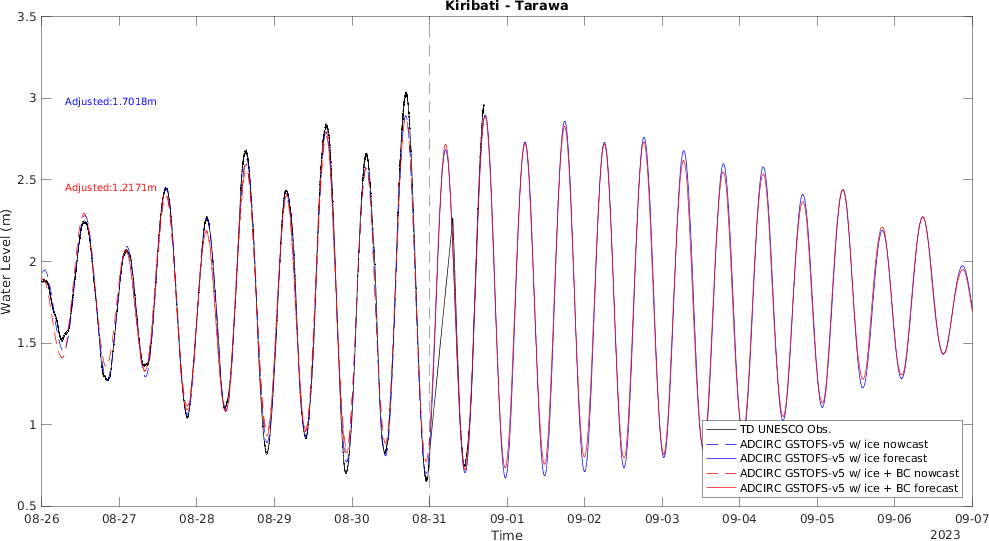 Kiribati - Tarawa
3.5
3
2.5
2
1.5
1
0.5
Water Level (m)
Adjusted:1.7018m
Adjusted:1.2171m
TD UNESCO Obs.
ADCIRC GSTOFS-v5 w/ ice nowcast
ADCIRC GSTOFS-v5 w/ ice forecast
ADCIRC GSTOFS-v5 w/ ice + BC nowcast
ADCIRC GSTOFS-v5 w/ ice + BC forecast
08-26 08-27 08-28 08-29 08-30 08-31 09-01 09-02 09-03 09-04 09-05 09-06 09-07
Time
2023